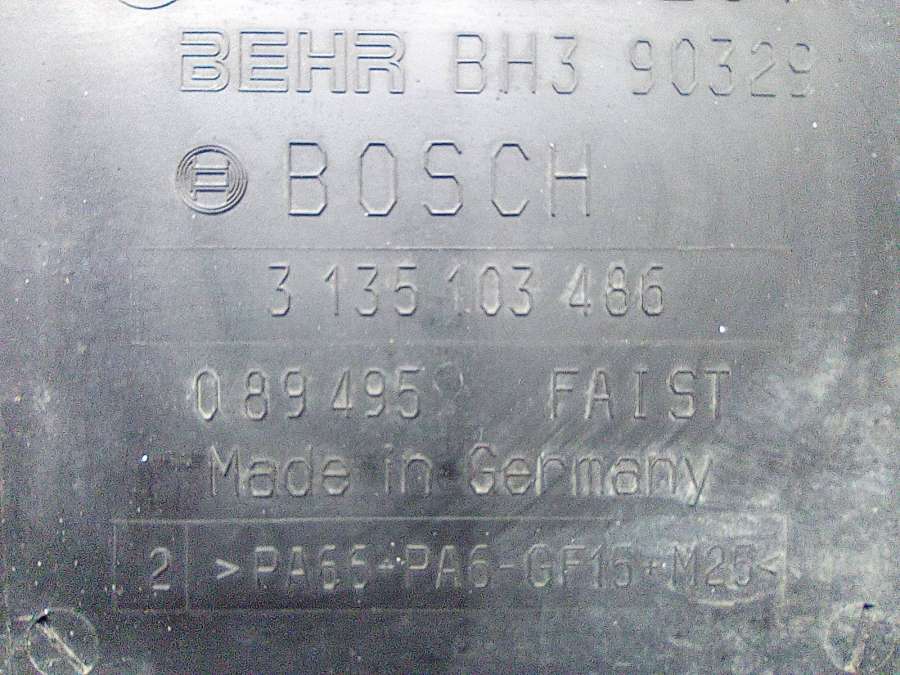 BEHR BH3 90329
BOSCH
3 135 103 486
0 89 495 FAIST
Made in Germany
2 >PA66+PA6-GF15+M25<